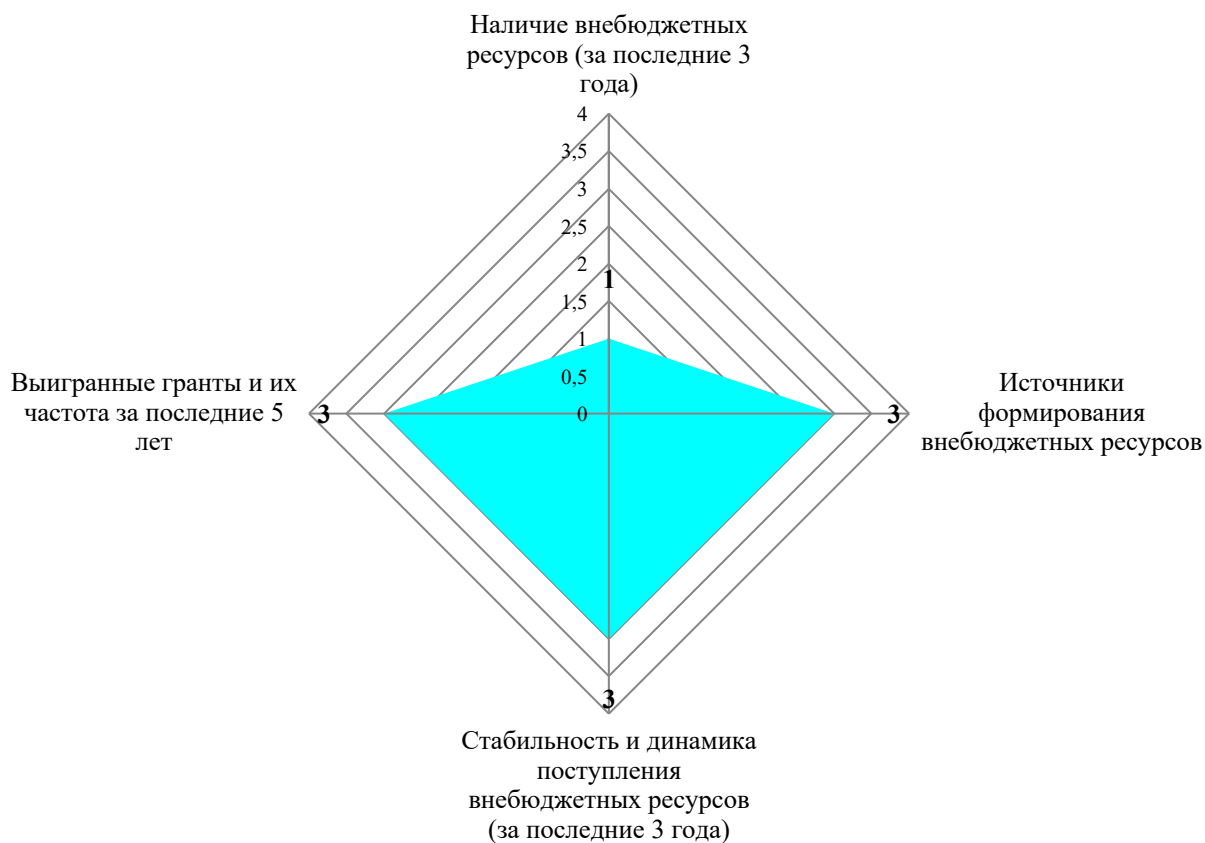 Наличие внебюджетных
ресурсов (за последние 3
года)
4
3,5
3
2,5
2
1
1,5
1
0,5
0
Выигранные гранты и их
частота за последние 5
лет
3
3
Источники
формирования
внебюджетных ресурсов
3
Стабильность и динамика
поступления
внебюджетных ресурсов
(за последние 3 года)